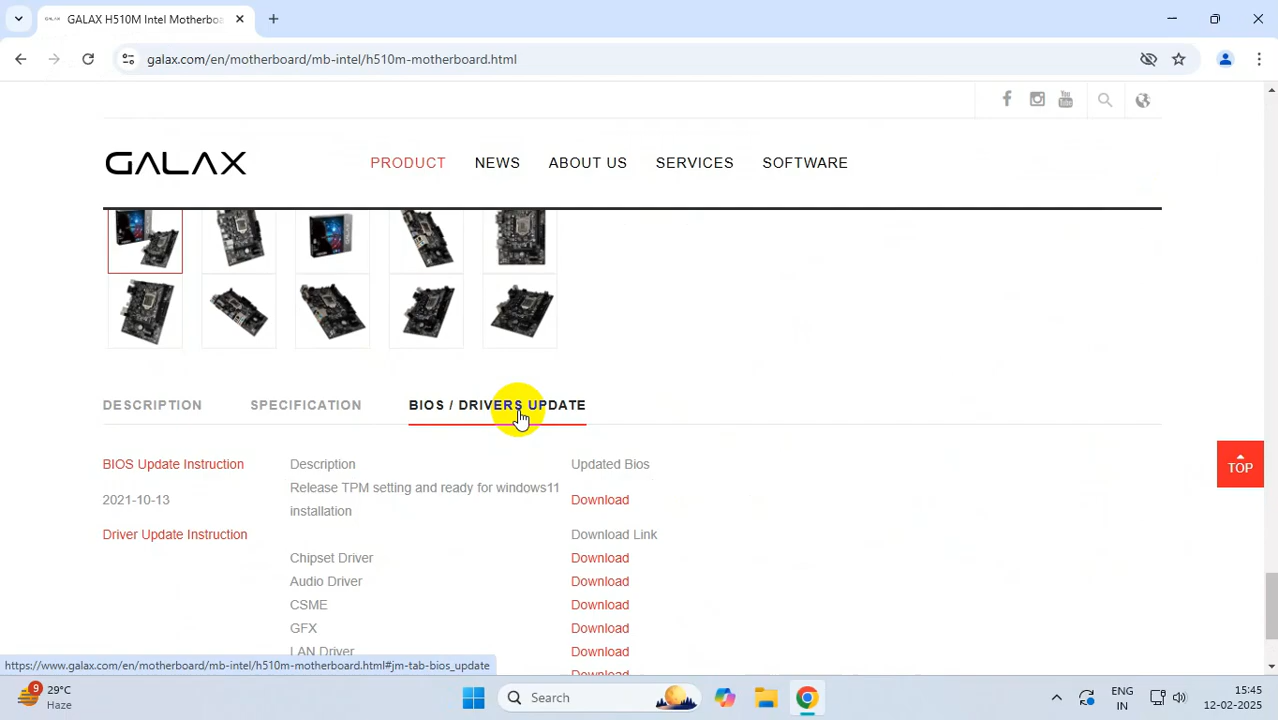 GALAX H510M Intel Motherboa
galax.com/en/motherboard/mb-intel/h510m-motherboard.html
You
GALAX
PRODUCT NEWS ABOUT US SERVICES SOFTWARE
DESCRIPTION SPECIFICATION BIOS / DRIVERS UPDATE
BIOS Update Instruction Description Updated Bios
Release TPM setting and ready for windows11
2021-10-13 Download
installation
Driver Update Instruction Download Link
Chipset Driver Download
Audio Driver Download
CSME Download
GFX Download
LAN Driver Download
Download
TOP
https://www.galax.com/en/motherboard/mb-intel/h510m-motherboard.html#jm-tab-bios_update
9 29°C
Haze
Search
ENG
IN
15:45
12-02-2025